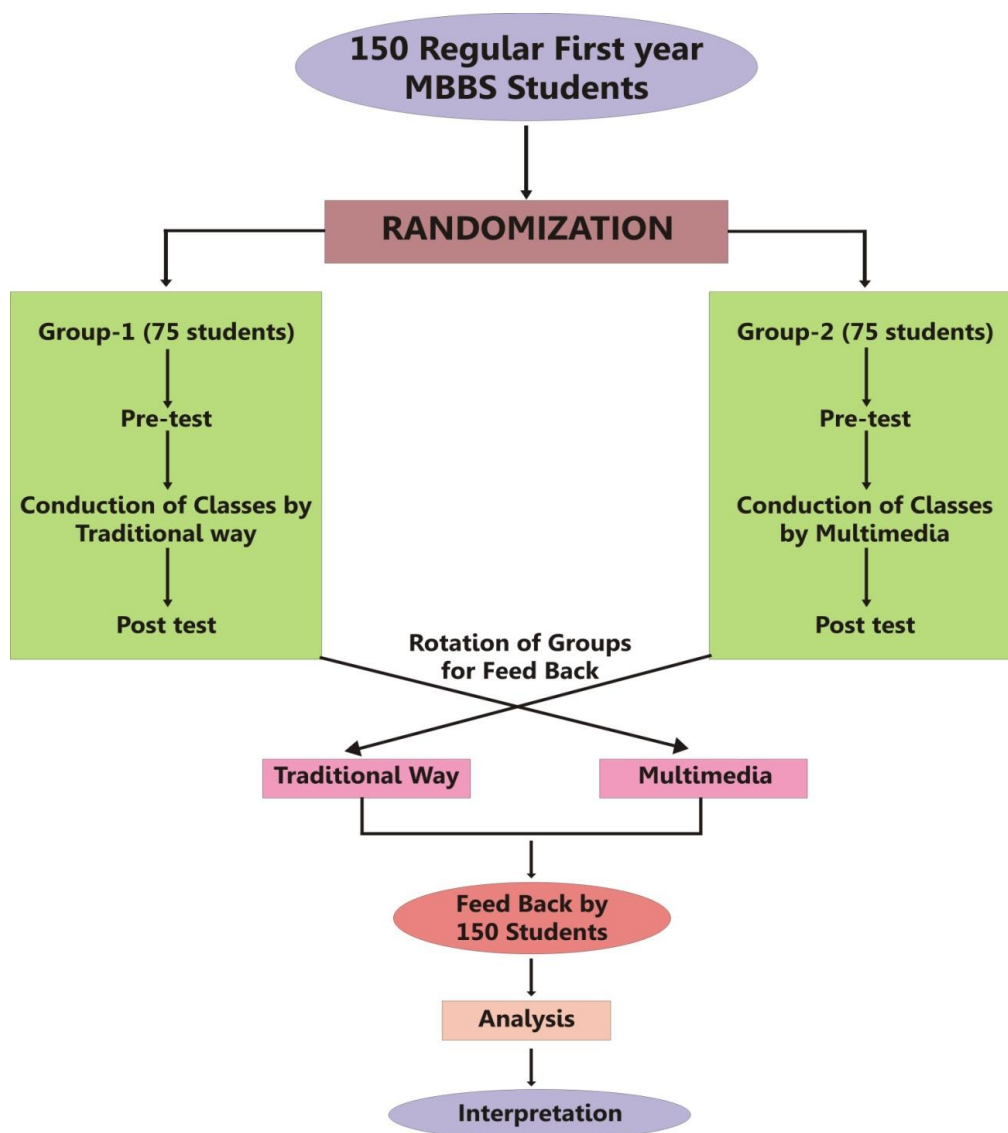 150 Regular First year
MBBS Students
RANDOMIZATION
Group-1 (75 students)
Pre-test
Conduction of Classes by
Traditional way
Post test
Group-2 (75 students)
Pre-test
Conduction of Classes
by Multimedia
Post test
Rotation of Groups
for Feed Back
Traditional Way
Multimedia
Feed Back by
150 Students
Analysis
Interpretation